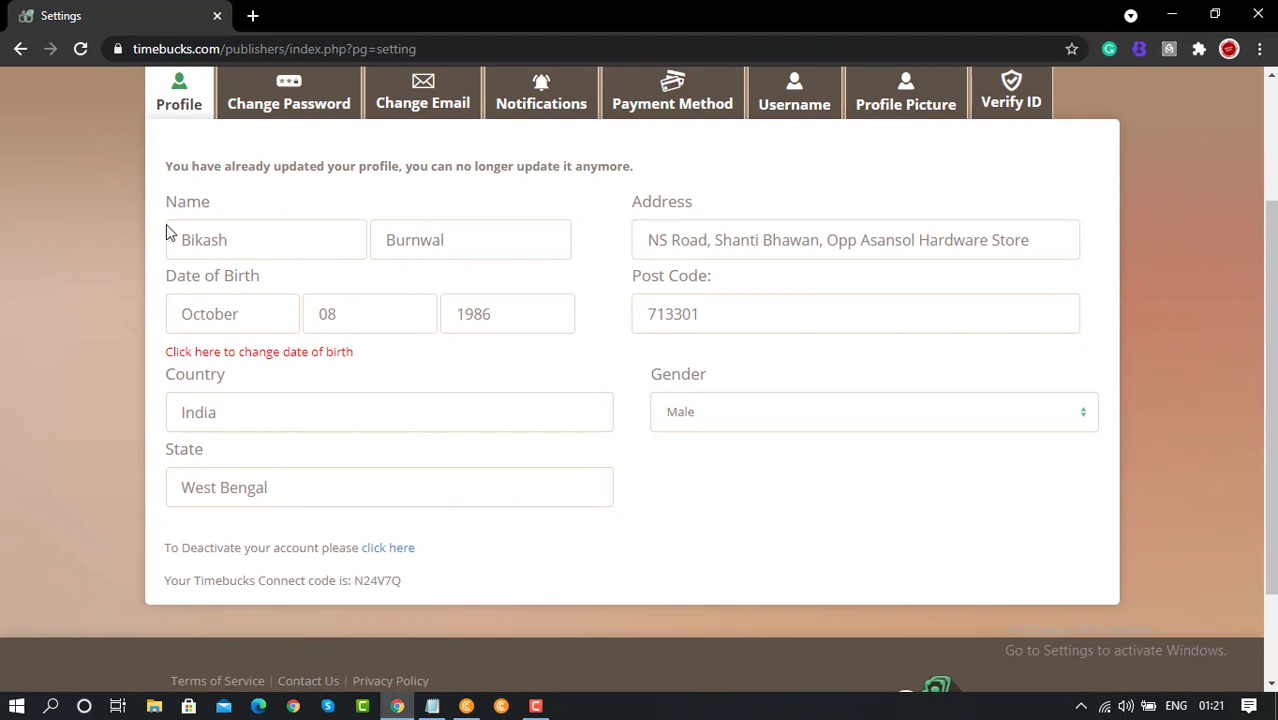 Settings
timebucks.com/publishers/index.php?pg=setting
Profile
Change Password
Change Email
Notifications
Payment Method
Username
Profile Picture
Verify ID
You have already updated your profile, you can no longer update it anymore.
Name
Address
Bikash
Burnwal
NS Road, Shanti Bhawan, Opp Asansol Hardware Store
Date of Birth
Post Code:
October
08
1986
713301
Click here to change date of birth
Country
Gender
India
Male
State
West Bengal
To Deactivate your account please click here
Your Timebucks Connect code is: N24V7Q
Go to Settings to activate Windows.
Terms of Service | Contact Us | Privacy Policy
ENG
01:21